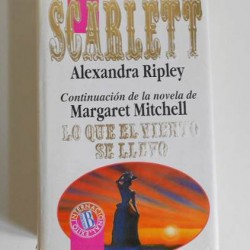 SCARLETT
Alexandra Ripley
Continuación de la novela de
Margaret Mitchell
LO QUE EL VIENTO
SE LLEVÓ